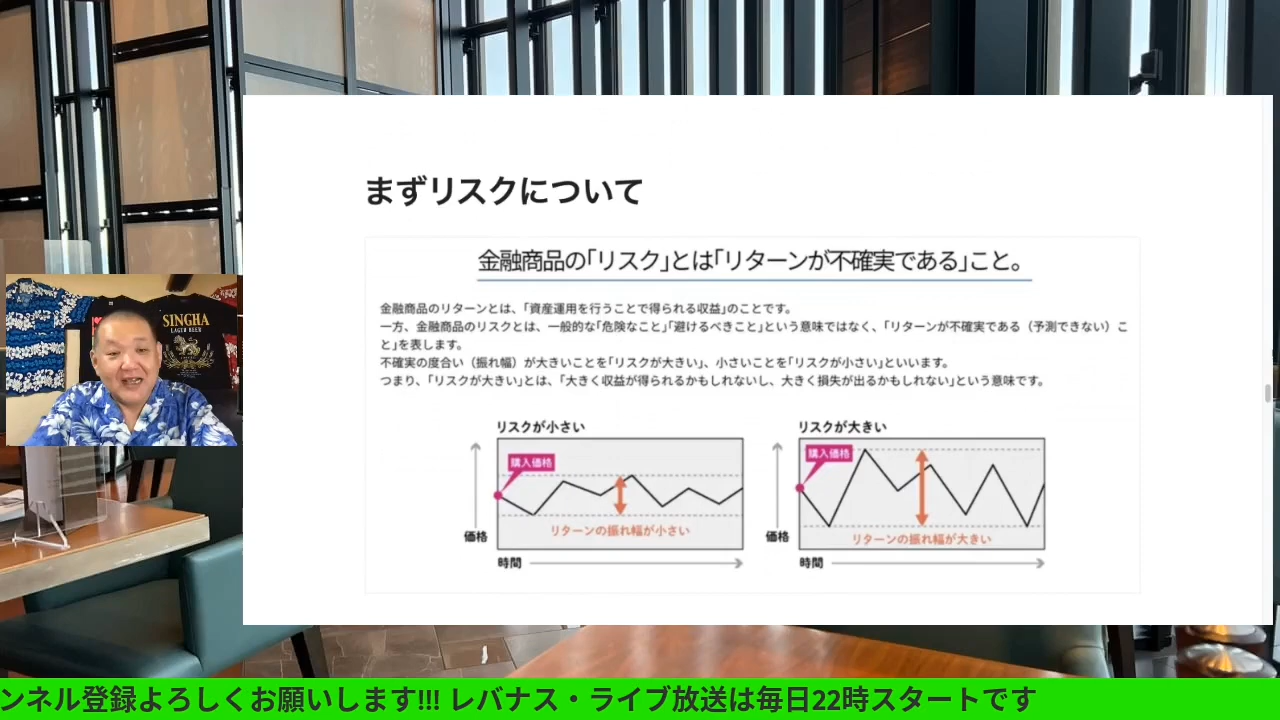 まずリスクについて
金融商品の「リスク」とは「リターンが不確実である」こと。
金融商品のリターンとは、「資産運用を行うことで得られる収益」のことです。
一方、金融商品のリスクとは、一般的な「危険なこと」「避けるべきこと」という意味ではなく、「リターンが不確実である（予測できない）こ
と」を表します。
不確実の度合い（振れ幅）が大きいことを「リスクが大きい」、小さいことを「リスクが小さい」といいます。
つまり、「リスクが大きい」とは、「大きく収益が得られるかもしれないし、大きく損失が出るかもしれない」という意味です。
リスクが小さい
購入価格
リターンの振れ幅が小さい
価格
時間
リスクが大きい
購入価格
リターンの振れ幅が大きい
価格
時間
SINGHA
LAGER BEER
ンネル登録よろしくお願いします!!! レバナス・ライブ放送は毎日22時スタートです